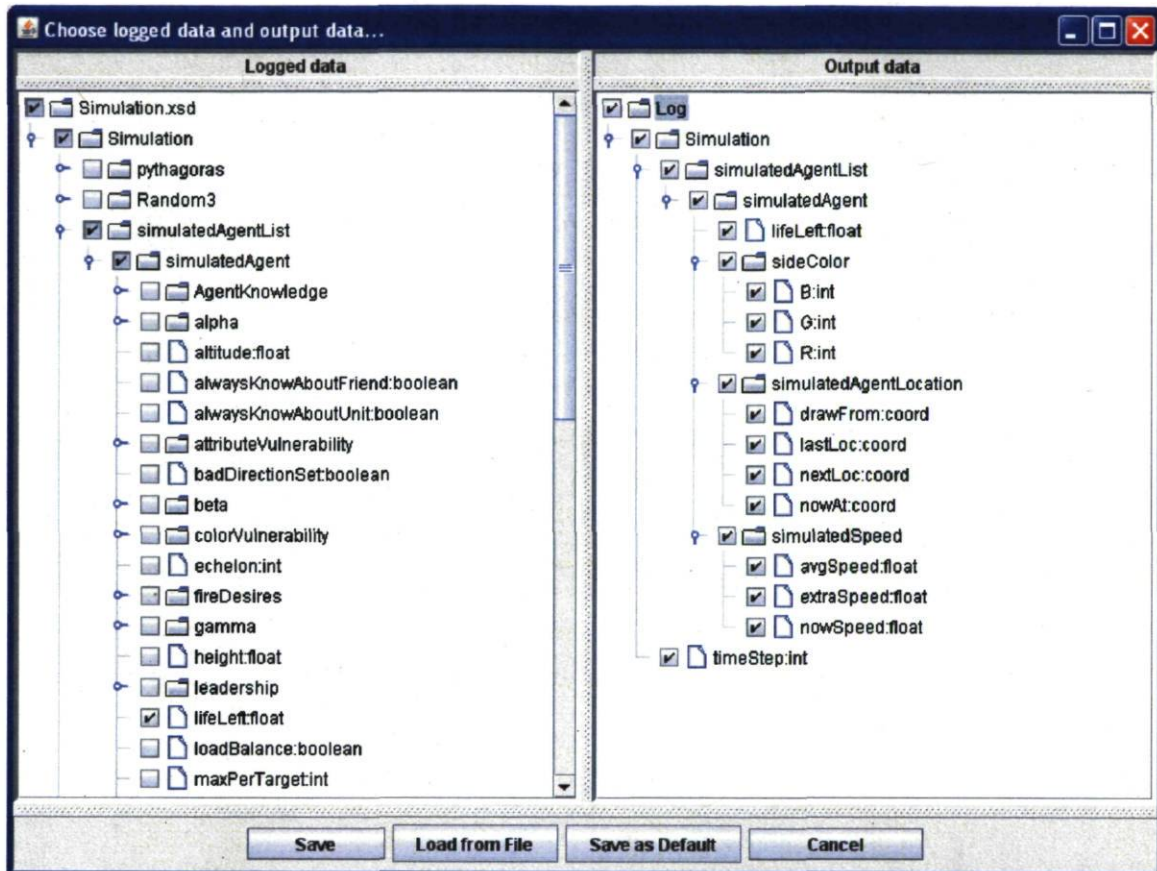 Choose logged data and output data...
Logged data
Simulation.xsd
Simulation
pythagoras
Random3
simulatedAgentList
simulatedAgent
AgentKnowledge
alpha
altitude:float
alwaysKnowAboutFriend:boolean
alwaysKnowAboutUnit:boolean
attributeVulnerability
badDirectionSet:boolean
beta
colorVulnerability
echelon:int
fireDesires
gamma
height:float
leadership
lifeLeft:float
loadBalance:boolean
maxPerTarget:int
Output data
Log
Simulation
simulatedAgentList
simulatedAgent
lifeLeft:float
sideColor
B:int
G:int
R:int
simulatedAgentLocation
drawFrom:coord
lastLoc:coord
nextLoc:coord
nowAt:coord
simulatedSpeed
avgSpeed:float
extraSpeed:float
nowSpeed:float
timeStep:int
Save
Load from File
Save as Default
Cancel